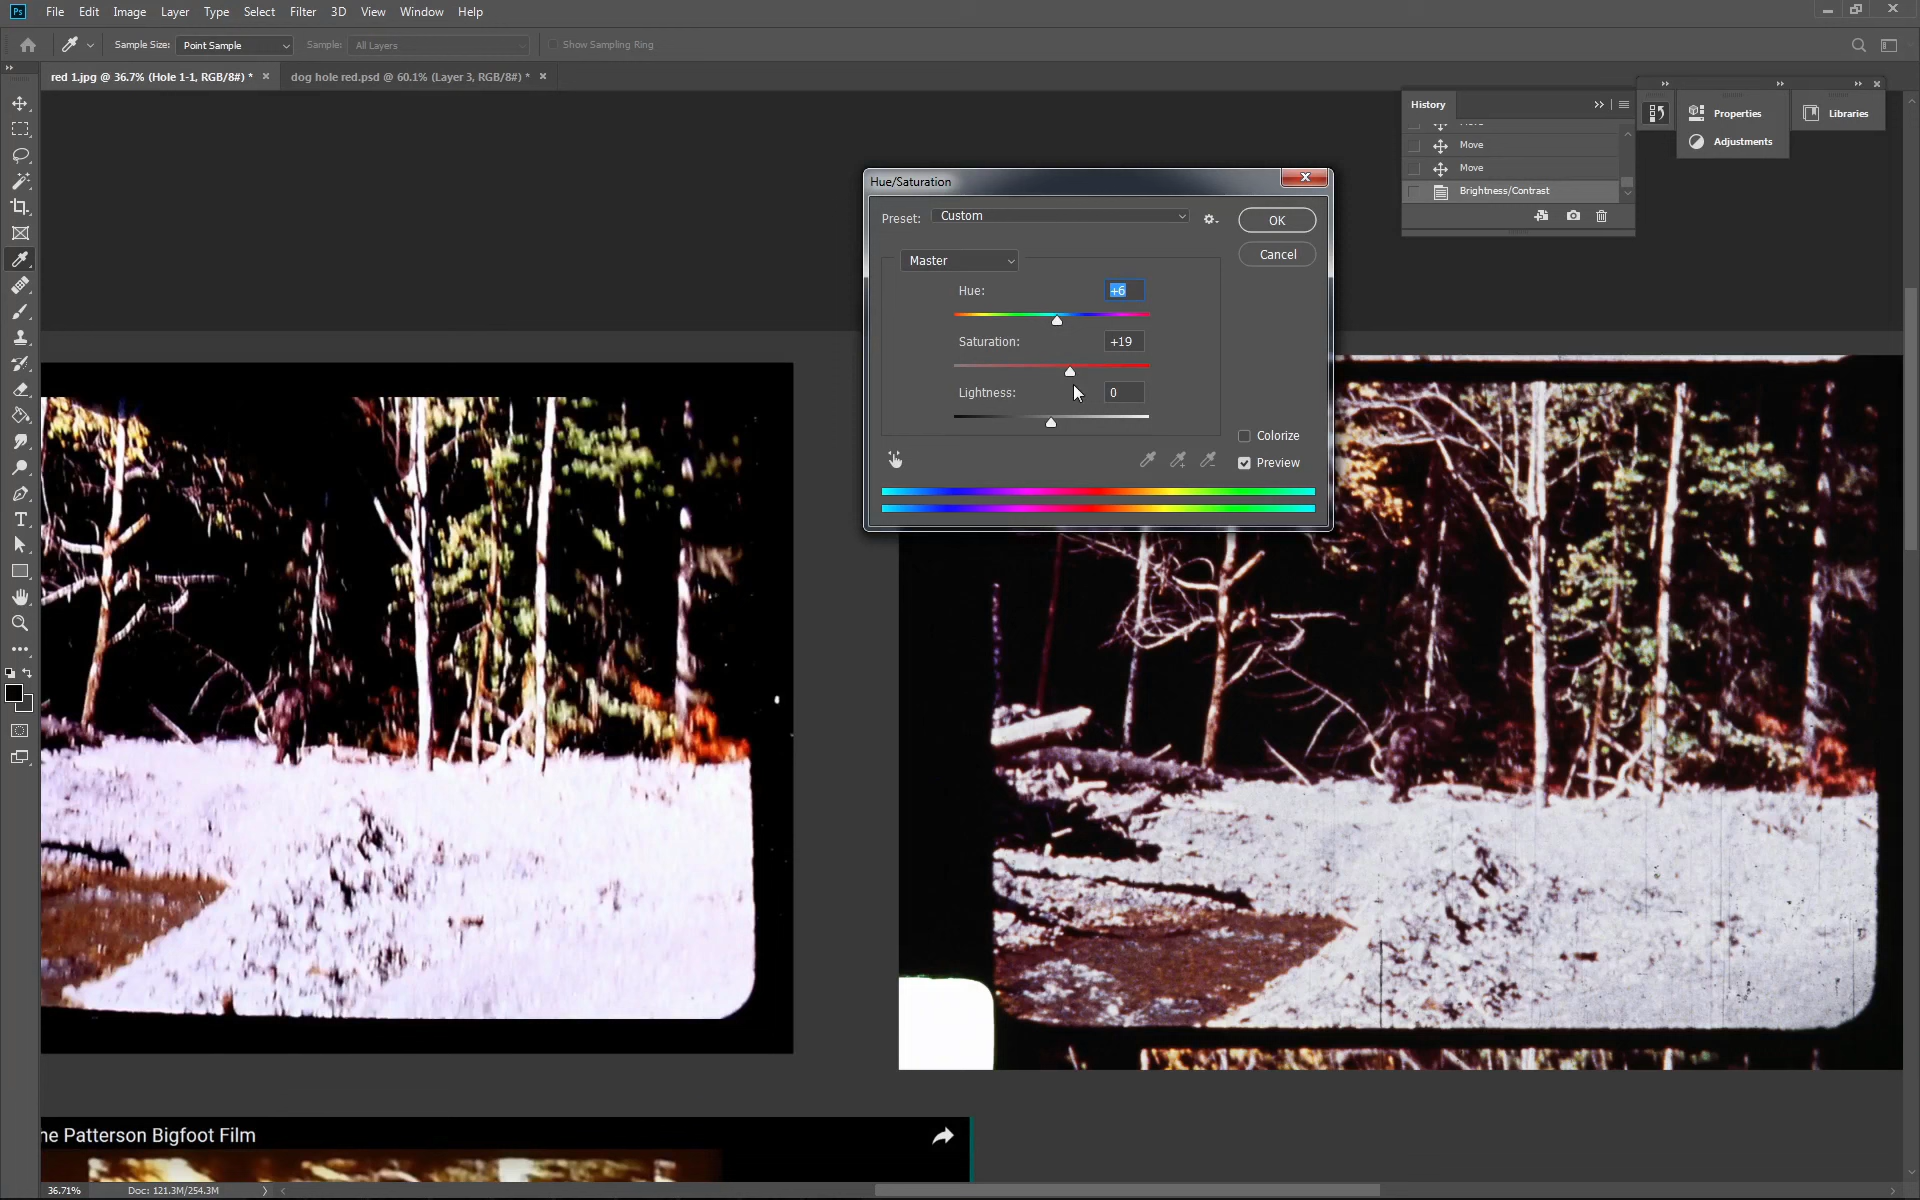 Ps File Edit Image Layer Type Select Filter 3D View Window Help
Sample Size: Point Sample Sample: All Layers Show Sampling Ring
red 1.jpg @ 36.7% (Hole 1-1, RGB/8#) * × dog hole red.psd @ 60.1% (Layer 3, RGB/8#) * ×
History
Move
Move
Brightness/Contrast
Properties
Adjustments
Libraries
Hue/Saturation
Preset: Custom
OK
Cancel
Master
Hue: +6
Saturation: +19
Lightness: 0
Colorize
Preview
he Patterson Bigfoot Film
36.71% Doc: 121.3M/254.3M